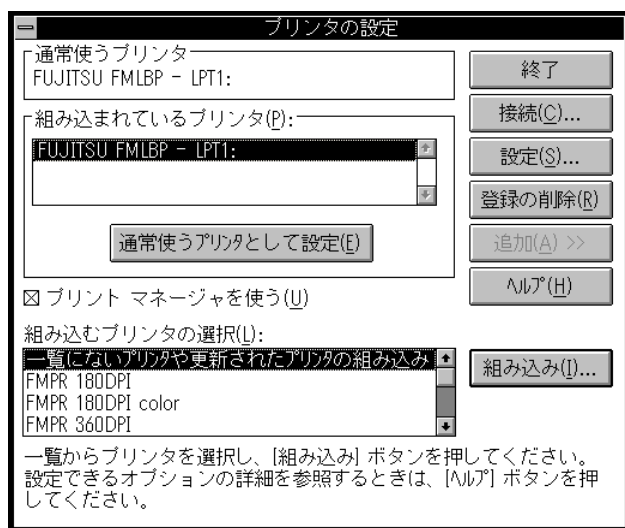 プリンタの設定
通常使うプリンタ
FUJITSU FMLBP - LPT1:
終了
組み込まれているプリンタ(P):
接続(C)...
FUJITSU FMLBP - LPT1:
設定(S)...
登録の削除(R)
通常使うプリンタとして設定(E)
追加(A) >>
ヘルプ(H)
プリント マネージャを使う(U)
組み込むプリンタの選択(L):
一覧にないプリンタや更新されたプリンタの組み込み
組み込み(I)...
FMPR 180DPI
FMPR 180DPI color
FMPR 360DPI
一覧からプリンタを選択し、[組み込み] ボタンを押してください。
設定できるオプションの詳細を参照するときは、[ヘルプ] ボタンを押
してください。